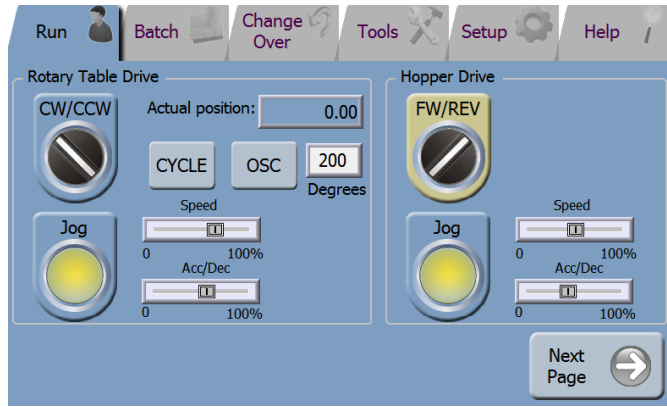 Run
Batch
Change
Over
Tools
Setup
Help
Rotary Table Drive
CW/CCW
Actual position:
0.00
CYCLE
OSC
200
Degrees
Jog
Speed
0 100%
Acc/Dec
0 100%
Hopper Drive
FW/REV
Jog
Speed
0 100%
Acc/Dec
0 100%
Next
Page